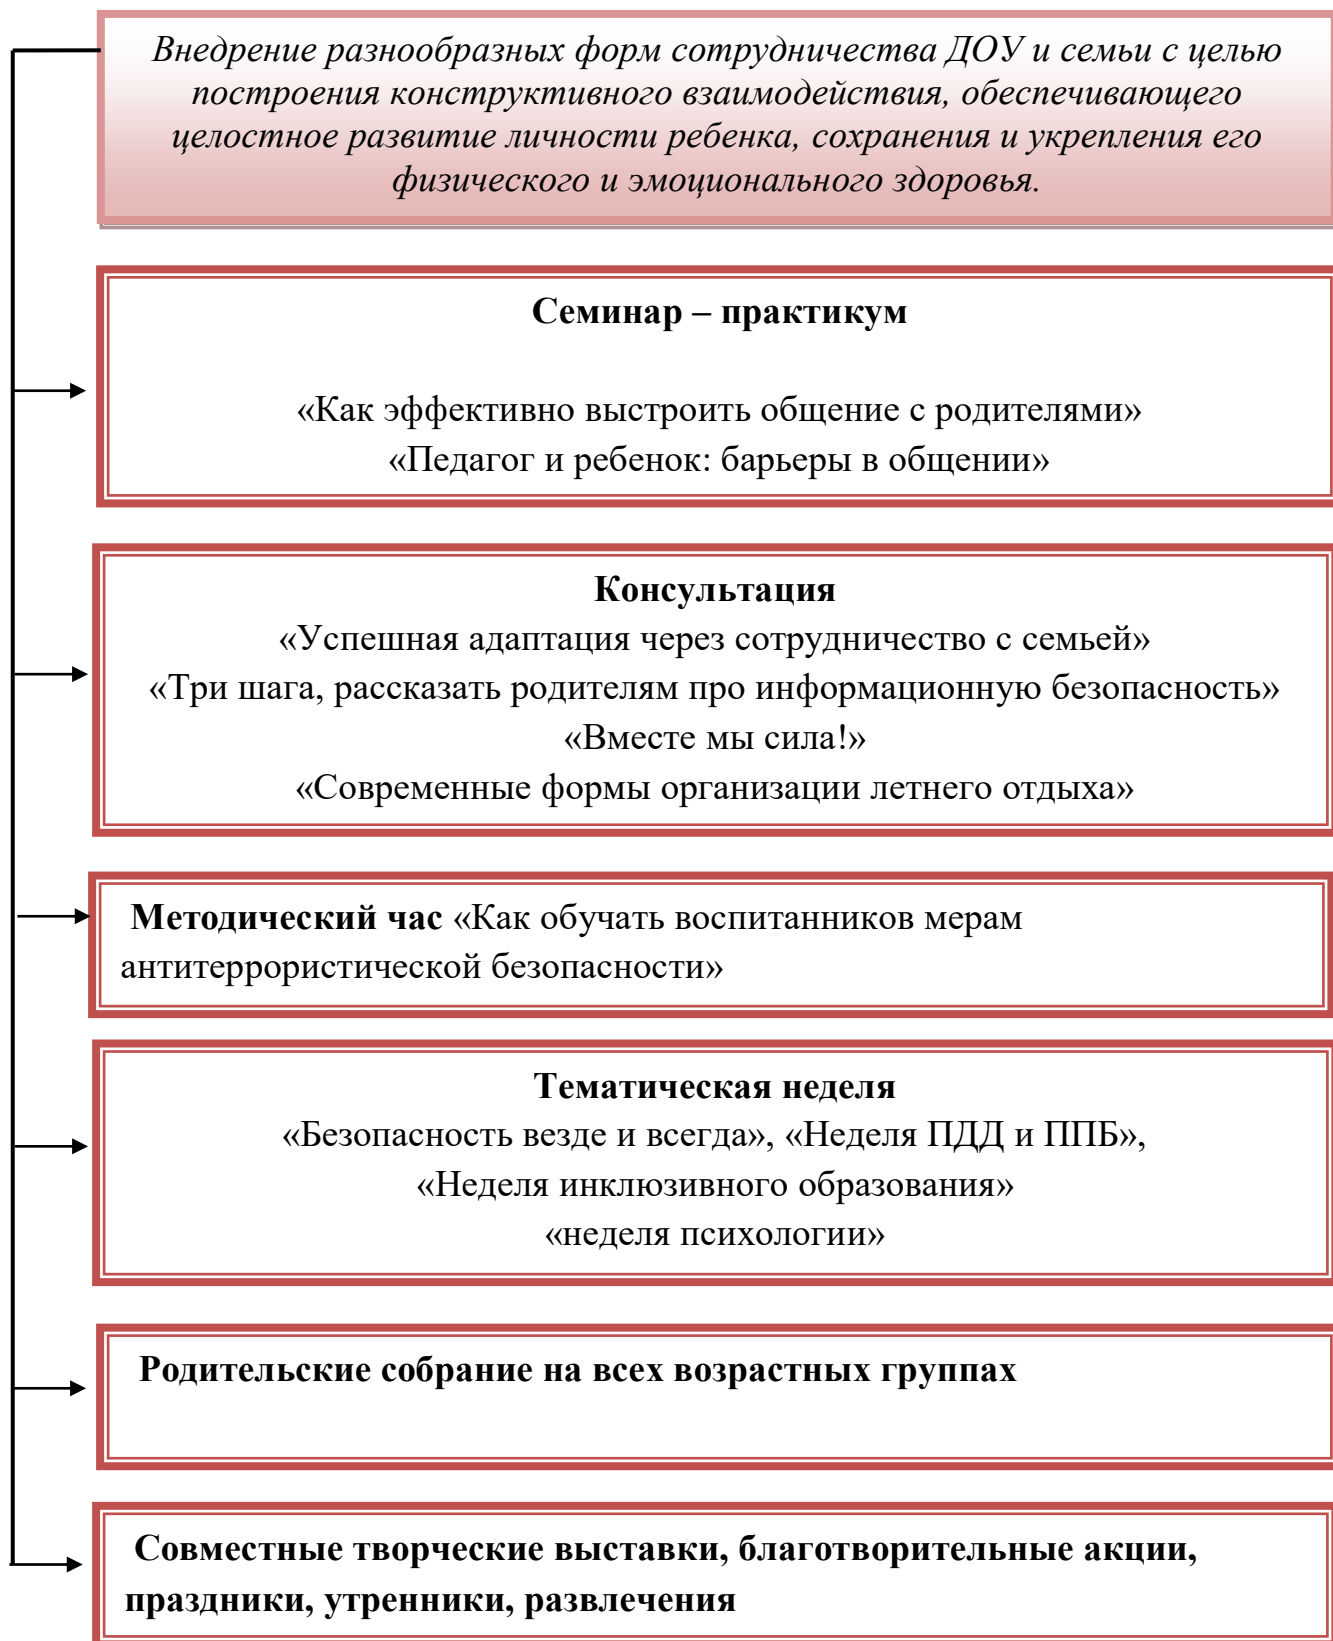 Внедрение разнообразных форм сотрудничества ДОУ и семьи с целью
построения конструктивного взаимодействия, обеспечивающего
целостное развитие личности ребенка, сохранения и укрепления его
физического и эмоционального здоровья.
Семинар – практикум
«Как эффективно выстроить общение с родителями»
«Педагог и ребенок: барьеры в общении»
Консультация
«Успешная адаптация через сотрудничество с семьей»
«Три шага, рассказать родителям про информационную безопасность»
«Вместе мы сила!»
«Современные формы организации летнего отдыха»
Методический час «Как обучать воспитанников мерам
антитеррористической безопасности»
Тематическая неделя
«Безопасность везде и всегда», «Неделя ПДД и ППБ»,
«Неделя инклюзивного образования»
«неделя психологии»
Родительские собрание на всех возрастных группах
Совместные творческие выставки, благотворительные акции,
праздники, утренники, развлечения